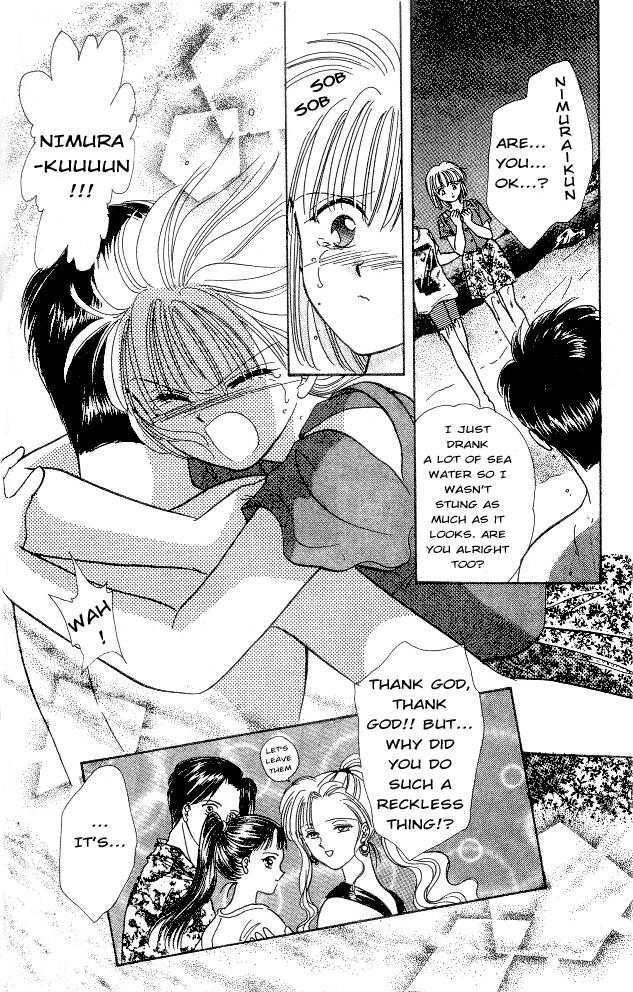 NIMURAIKUN
ARE...
YOU...
OK...?
I JUST
DRANK
A LOT OF SEA
WATER SO I
WASN'T
STUNG AS
MUCH AS IT
LOOKS. ARE
YOU ALRIGHT
TOO?
SOB
SOB
NIMURA
-KUUUUN
!!!
WAH
!
THANK GOD,
THANK
GOD!! BUT...
WHY DID
YOU DO
SUCH A
RECKLESS
THING!?
LET'S
LEAVE
THEM
...
IT'S...